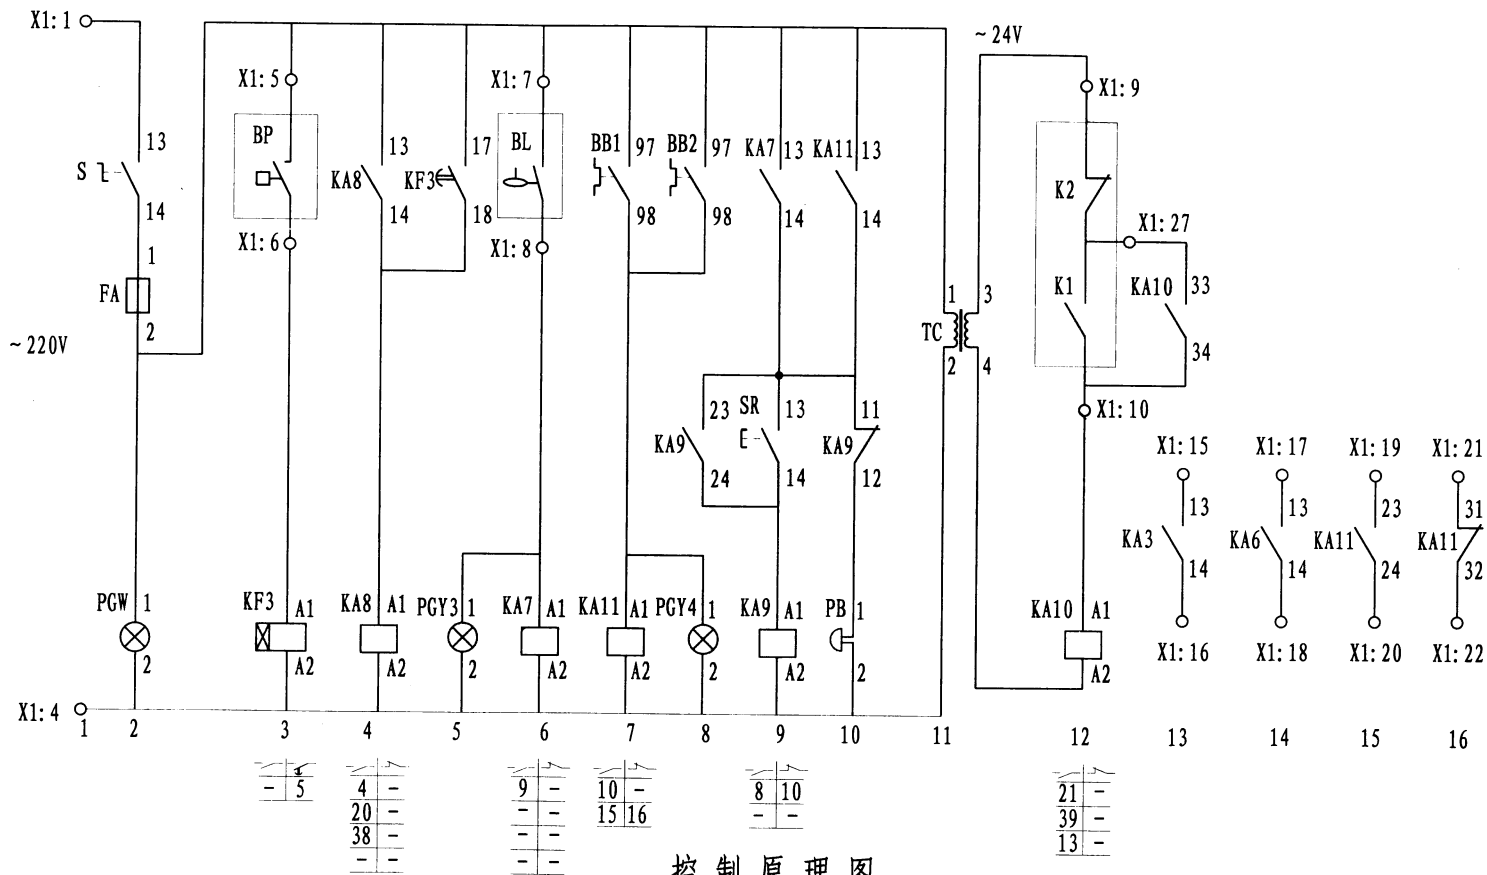 X1:1
~24V
X1:5 X1:7 X1:9
13 BP 13 17 BL BB1 97 BB2 97 KA7 13 KA11 13
S KA8 KF3 K2
14 14 18 98 98 14 14
X1:6 X1:8 X1:27
1
FA 1 3 K1 KA10 33
2 TC
~220V 2 4 34
23 SR 13 11 X1:10
KA9 E KA9 X1:15 X1:17 X1:19 X1:21
24 14 12
13 13 23 31
KA3 KA6 KA11 KA11
14 14 24 32
PGW 1 KF3 A1 KA8 A1 PGY3 1 KA7 A1 KA11 A1 PGY4 1 KA9 A1 PB 1 KA10 A1
X1:16 X1:18 X1:20 X1:22
2 A2 A2 2 A2 A2 2 A2 2 A2
X1:4
1 2 3 4 5 6 7 8 9 10 11 12 13 14 15 16
- 5 4 - 9 - 10 - 8 10 21 -
20 - - - 15 16 - - 39 -
38 - - - 13 -
- - - -
控制原理图